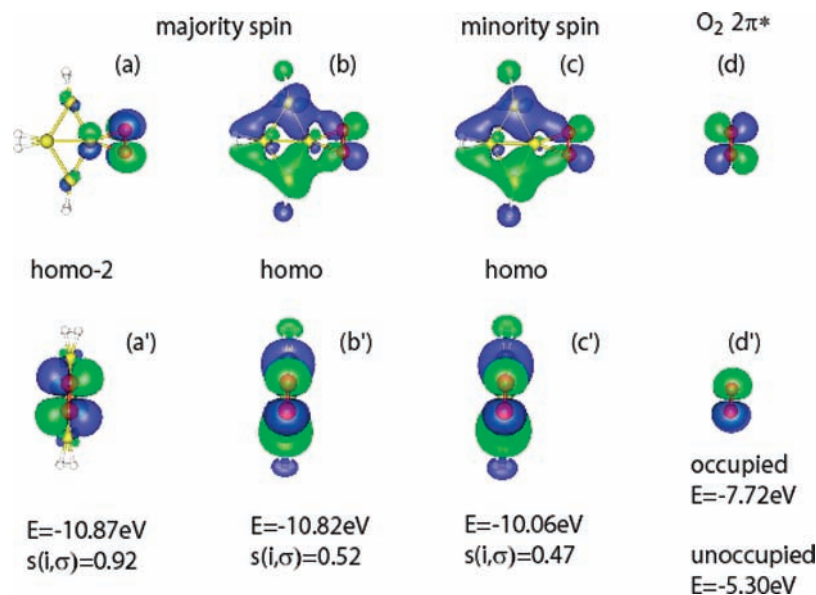 majority spin minority spin O₂ 2π*
(a) (b) (c) (d)
homo-2 homo homo
(a') (b') (c') (d')
occupied
E=-7.72eV
E=-10.87eV E=-10.82eV E=-10.06eV
s(i,σ)=0.92 s(i,σ)=0.52 s(i,σ)=0.47
unoccupied
E=-5.30eV